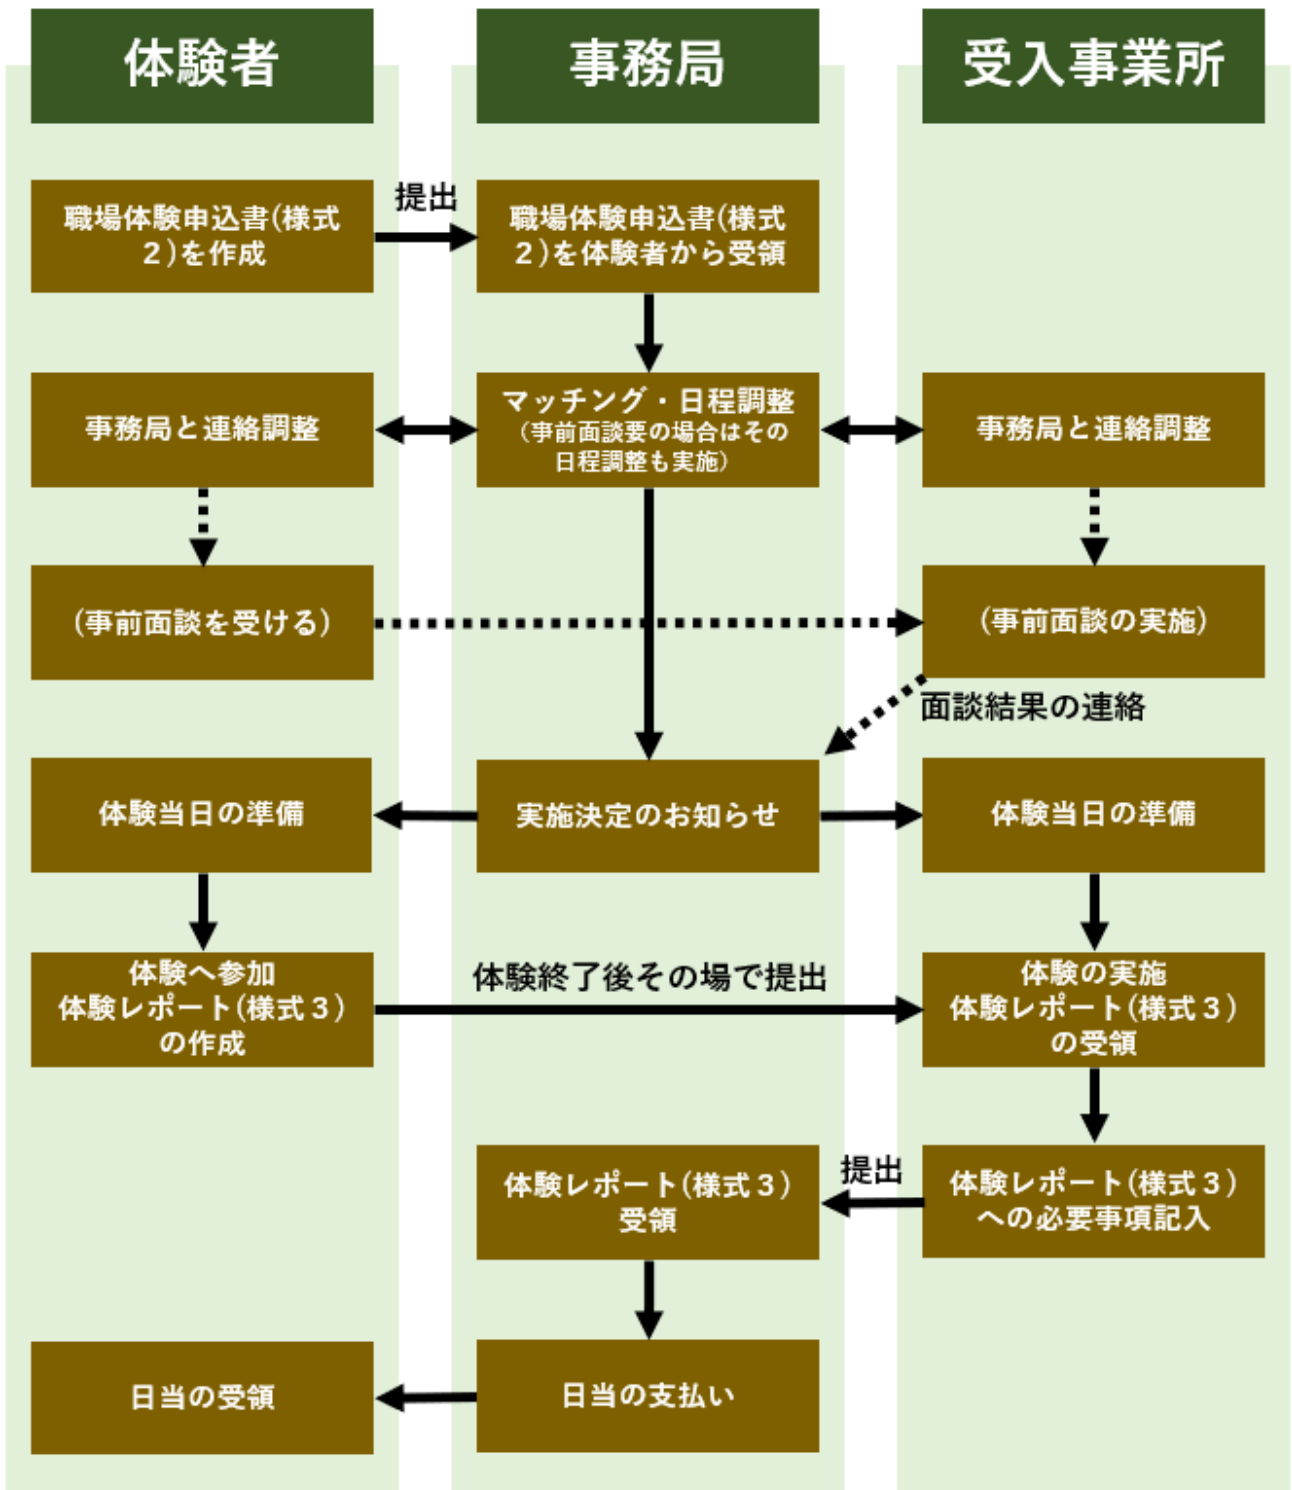 体験者
事務局
受入事業所
提出
職場体験申込書(様式
２)を作成
職場体験申込書(様式
２)を体験者から受領
事務局と連絡調整
マッチング・日程調整
（事前面談要の場合はその
日程調整も実施）
事務局と連絡調整
(事前面談を受ける)
(事前面談の実施)
面談結果の連絡
体験当日の準備
実施決定のお知らせ
体験当日の準備
体験へ参加
体験レポート(様式３)
の作成
体験終了後その場で提出
体験の実施
体験レポート(様式３)
の受領
体験レポート(様式３)
受領
提出
体験レポート(様式３)
への必要事項記入
日当の受領
日当の支払い